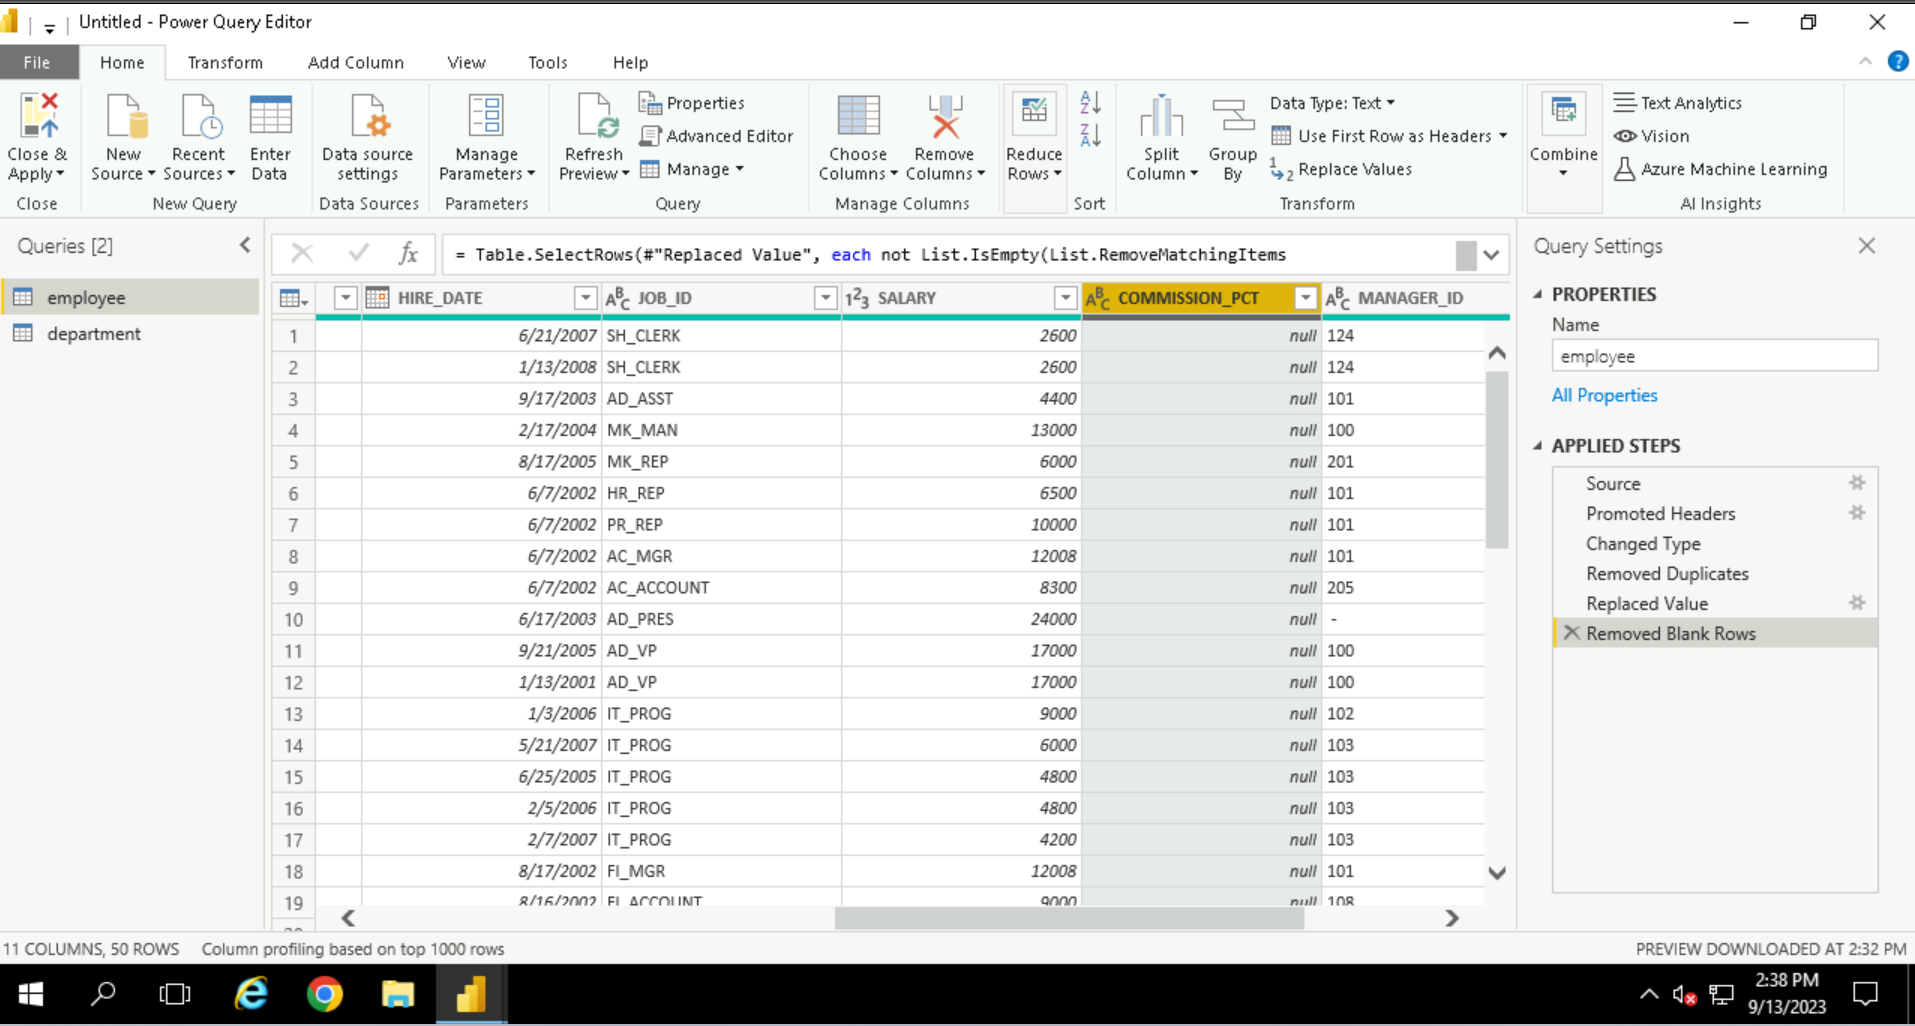 Untitled - Power Query Editor
File Home Transform Add Column View Tools Help
Close & Apply
Close
New Source
Recent Sources
Enter Data
New Query
Data source settings
Data Sources
Manage Parameters
Parameters
Refresh Preview
Properties
Advanced Editor
Manage
Query
Choose Columns
Remove Columns
Manage Columns
Reduce Rows
Sort
Split Column
Group By
Data Type: Text
Use First Row as Headers
1 2 Replace Values
Transform
Combine
Text Analytics
Vision
Azure Machine Learning
AI Insights
Queries [2]
employee
department
fx = Table.SelectRows(#"Replaced Value", each not List.IsEmpty(List.RemoveMatchingItems
HIRE_DATE ABC JOB_ID 123 SALARY ABC COMMISSION_PCT ABC MANAGER_ID
1 6/21/2007 SH_CLERK 2600 null 124
2 1/13/2008 SH_CLERK 2600 null 124
3 9/17/2003 AD_ASST 4400 null 101
4 2/17/2004 MK_MAN 13000 null 100
5 8/17/2005 MK_REP 6000 null 201
6 6/7/2002 HR_REP 6500 null 101
7 6/7/2002 PR_REP 10000 null 101
8 6/7/2002 AC_MGR 12008 null 101
9 6/7/2002 AC_ACCOUNT 8300 null 205
10 6/17/2003 AD_PRES 24000 null -
11 9/21/2005 AD_VP 17000 null 100
12 1/13/2001 AD_VP 17000 null 100
13 1/3/2006 IT_PROG 9000 null 102
14 5/21/2007 IT_PROG 6000 null 103
15 6/25/2005 IT_PROG 4800 null 103
16 2/5/2006 IT_PROG 4800 null 103
17 2/7/2007 IT_PROG 4200 null 103
18 8/17/2002 FI_MGR 12008 null 101
19 8/16/2002 FI_ACCOUNT 9000 null 108
Query Settings
PROPERTIES
Name
employee
All Properties
APPLIED STEPS
Source
Promoted Headers
Changed Type
Removed Duplicates
Replaced Value
Removed Blank Rows
11 COLUMNS, 50 ROWS Column profiling based on top 1000 rows
PREVIEW DOWNLOADED AT 2:32 PM
2:38 PM
9/13/2023